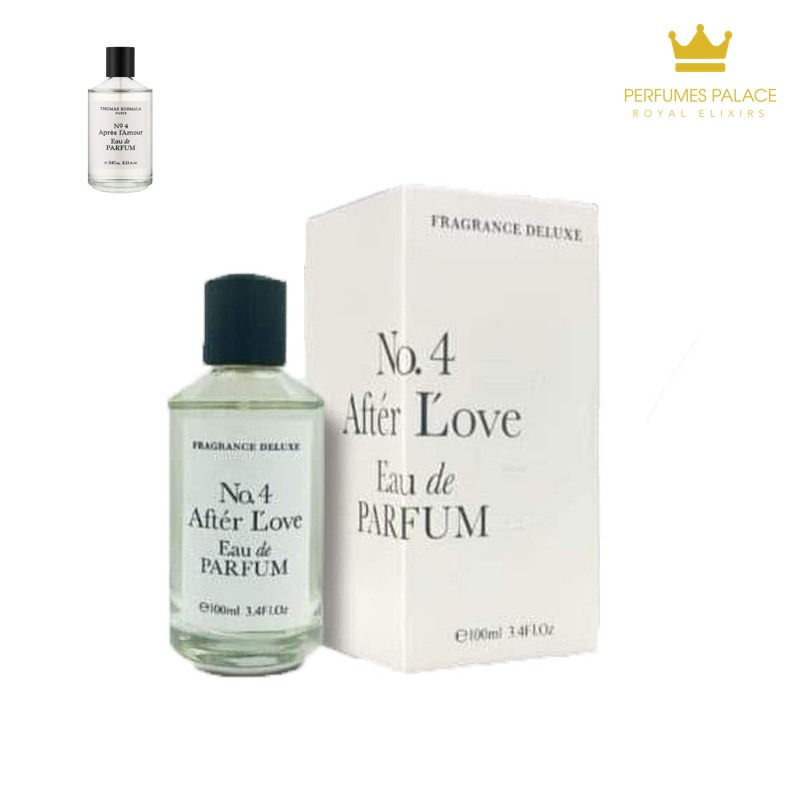 THOMAS KOSMALA
PARIS
No 4
Après l'Amour
Eau de
PARFUM
PERFUMES PALACE
ROYAL ELIXIRS
FRAGRANCE DELUXE
No. 4
Aftér L'ove
Eau de
PARFUM
℮100ml 3.4Fl.Oz
FRAGRANCE DELUXE
No. 4
Aftér L'ove
Eau de
PARFUM
℮100ml 3.4Fl.Oz